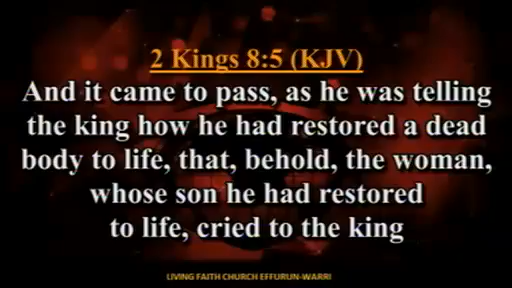 2 Kings 8:5 (KJV)
And it came to pass, as he was telling
the king how he had restored a dead
body to life, that, behold, the woman,
whose son he had restored
to life, cried to the king
LIVING FAITH CHURCH EFFURUN-WARRI